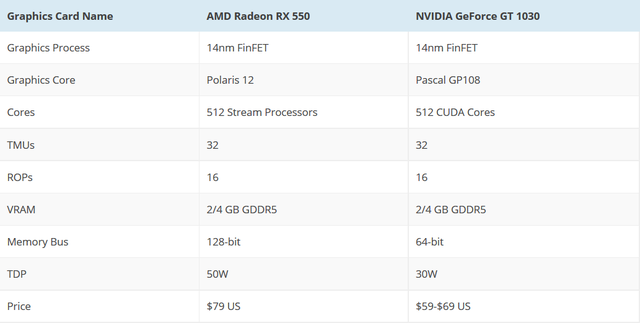 Graphics Card Name AMD Radeon RX 550 NVIDIA GeForce GT 1030
Graphics Process 14nm FinFET 14nm FinFET
Graphics Core Polaris 12 Pascal GP108
Cores 512 Stream Processors 512 CUDA Cores
TMUs 32 32
ROPs 16 16
VRAM 2/4 GB GDDR5 2/4 GB GDDR5
Memory Bus 128-bit 64-bit
TDP 50W 30W
Price $79 US $59-$69 US